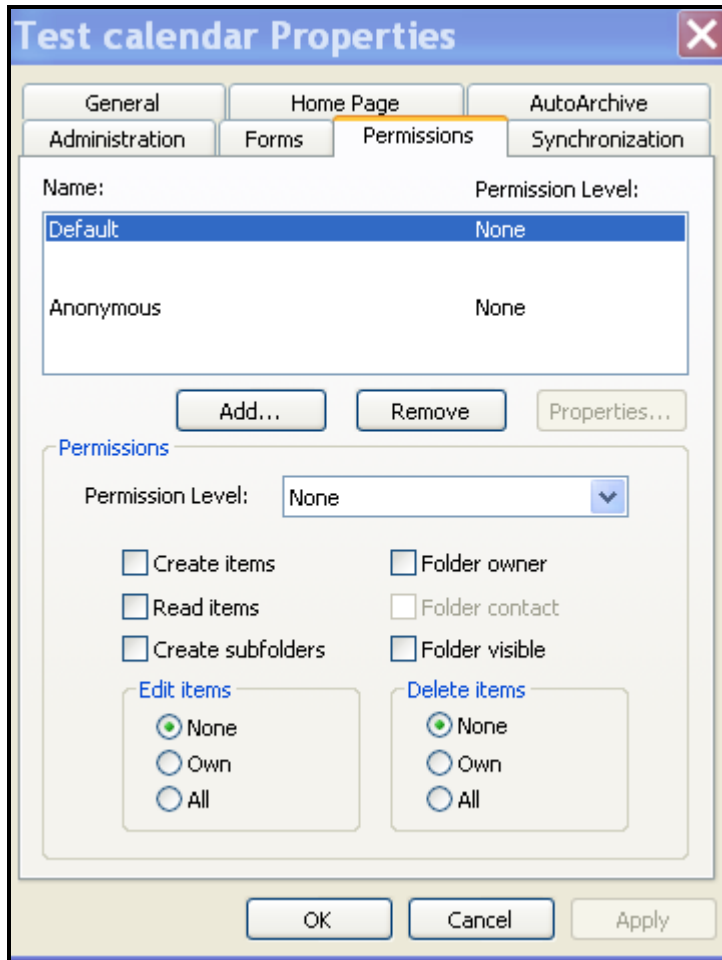 Test calendar Properties
General Home Page AutoArchive
Administration Forms Permissions Synchronization
Name: Permission Level:
Default None
Anonymous None
Add... Remove Properties...
Permissions
Permission Level: None
Create items Folder owner
Read items Folder contact
Create subfolders Folder visible
Edit items Delete items
None None
Own Own
All All
OK Cancel Apply